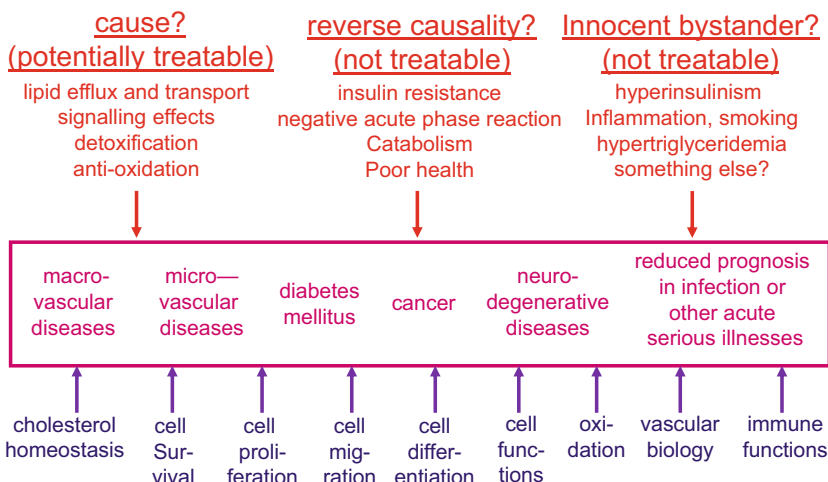 cause?
(potentially treatable)
lipid efflux and transport
signalling effects
detoxification
anti-oxidation
reverse causality?
(not treatable)
insulin resistance
negative acute phase reaction
Catabolism
Poor health
Innocent bystander?
(not treatable)
hyperinsulinism
Inflammation, smoking
hypertriglyceridemia
something else?
macro-
vascular
diseases
micro—
vascular
diseases
diabetes
mellitus
cancer
neuro-
degenerative
diseases
reduced prognosis
in infection or
other acute
serious illnesses
cholesterol
homeostasis
cell
Sur-
vival
cell
proli-
feration
cell
mig-
ration
cell
differ-
entiation
cell
func-
tions
oxi-
dation
vascular
biology
immune
functions